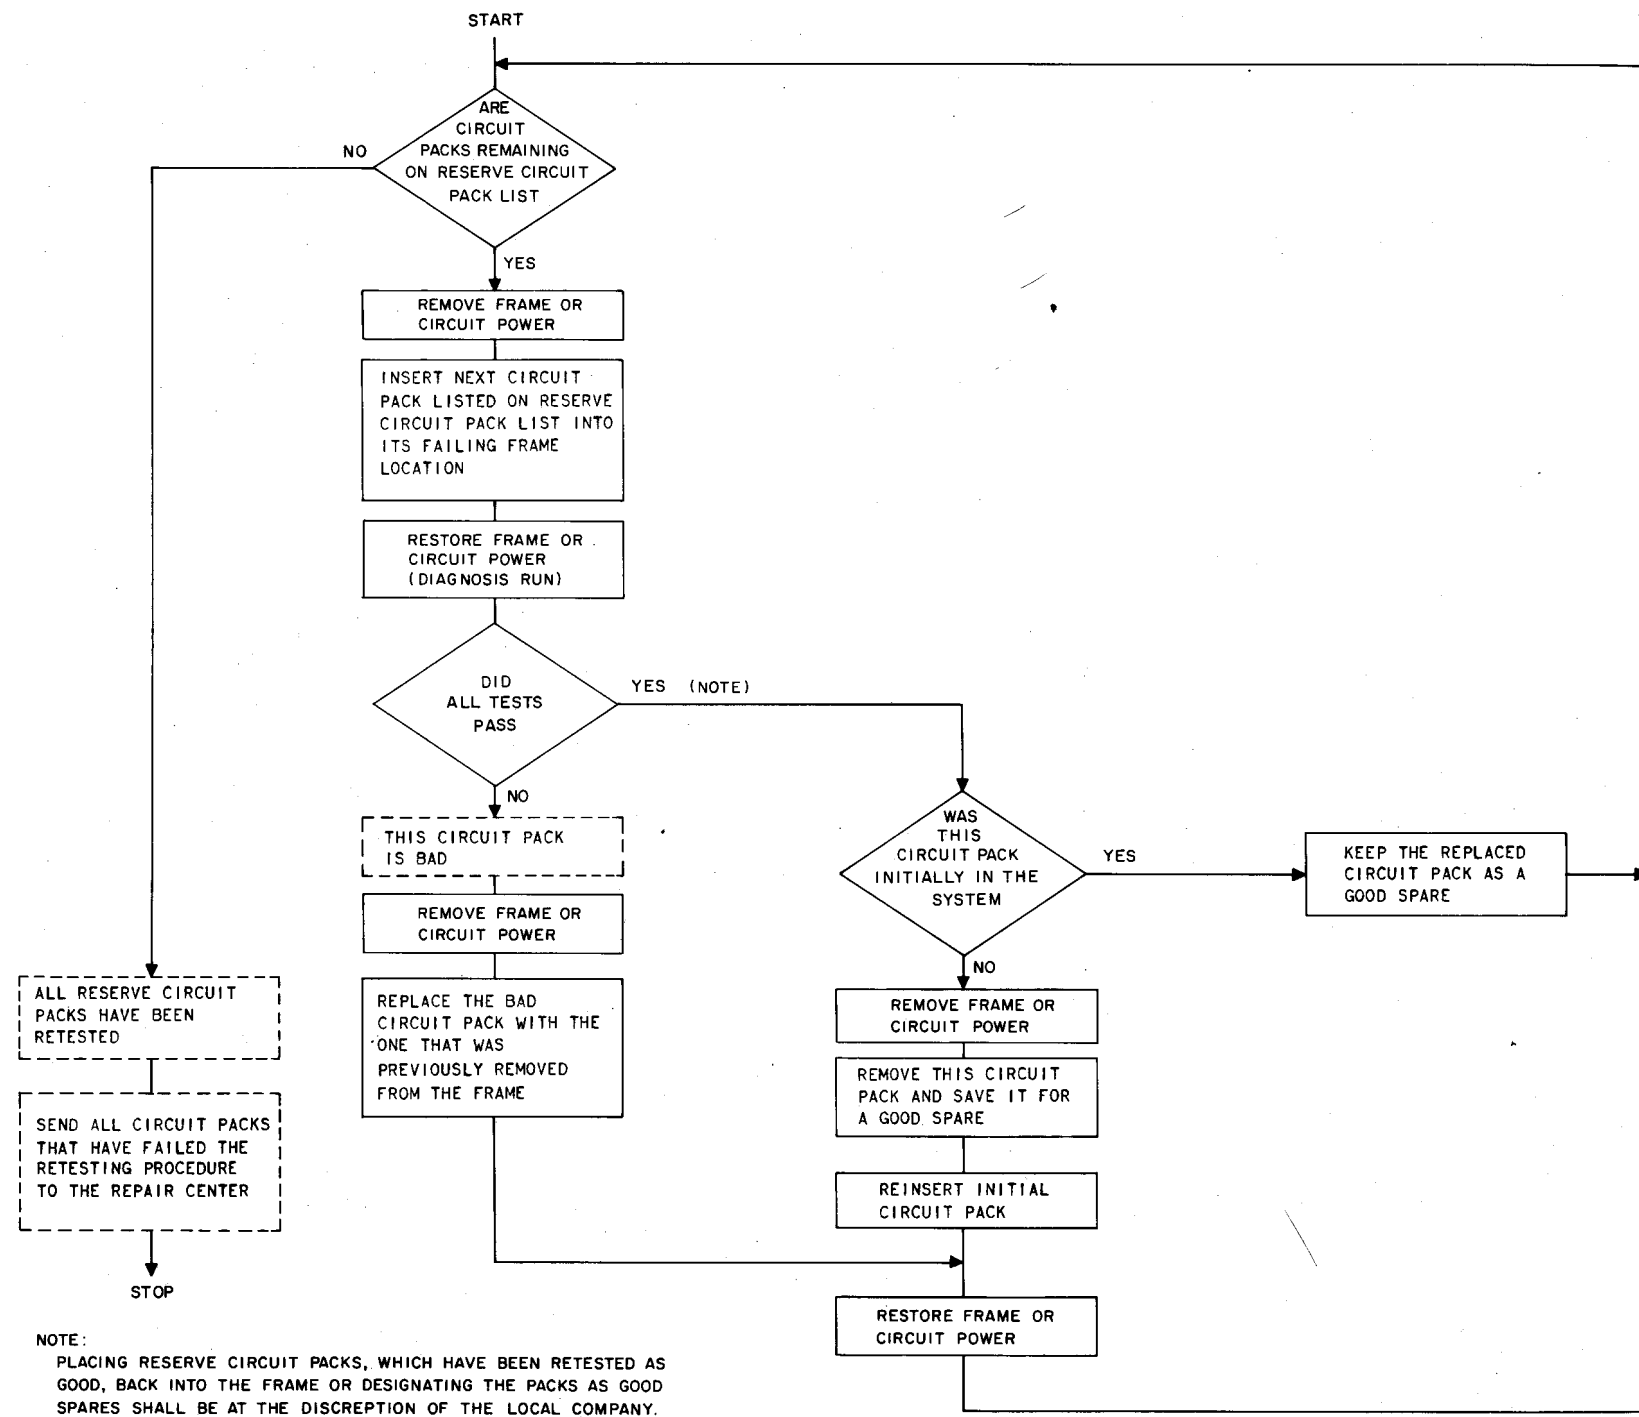 START
ARE
CIRCUIT
PACKS REMAINING
ON RESERVE CIRCUIT
PACK LIST
NO
YES
REMOVE FRAME OR
CIRCUIT POWER
INSERT NEXT CIRCUIT
PACK LISTED ON RESERVE
CIRCUIT PACK LIST INTO
ITS FAILING FRAME
LOCATION
RESTORE FRAME OR
CIRCUIT POWER
(DIAGNOSIS RUN)
DID
ALL TESTS
PASS
YES (NOTE)
NO
THIS CIRCUIT PACK
IS BAD
REMOVE FRAME OR
CIRCUIT POWER
REPLACE THE BAD
CIRCUIT PACK WITH THE
ONE THAT WAS
PREVIOUSLY REMOVED
FROM THE FRAME
WAS
THIS
CIRCUIT PACK
INITIALLY IN THE
SYSTEM
YES
KEEP THE REPLACED
CIRCUIT PACK AS A
GOOD SPARE
NO
REMOVE FRAME OR
CIRCUIT POWER
REMOVE THIS CIRCUIT
PACK AND SAVE IT FOR
A GOOD SPARE
REINSERT INITIAL
CIRCUIT PACK
RESTORE FRAME OR
CIRCUIT POWER
ALL RESERVE CIRCUIT
PACKS HAVE BEEN
RETESTED
SEND ALL CIRCUIT PACKS
THAT HAVE FAILED THE
RETESTING PROCEDURE
TO THE REPAIR CENTER
STOP
NOTE:
PLACING RESERVE CIRCUIT PACKS, WHICH HAVE BEEN RETESTED AS
GOOD, BACK INTO THE FRAME OR DESIGNATING THE PACKS AS GOOD
SPARES SHALL BE AT THE DISCREPTION OF THE LOCAL COMPANY.